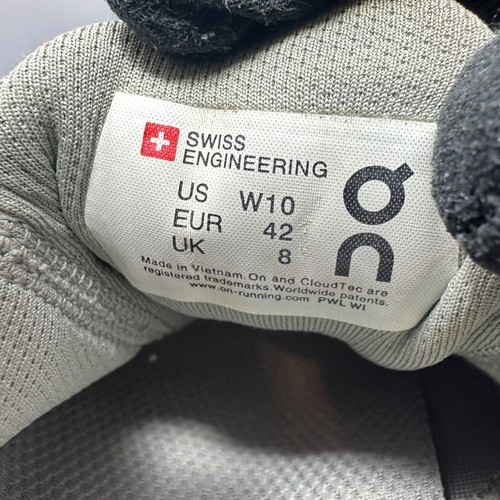 SWISS
ENGINEERING
US W10
EUR 42
UK 8
Made in Vietnam.On and CloudTec are
registered trademarks.Worldwide patents.
www.on-running.com PWL WI
On